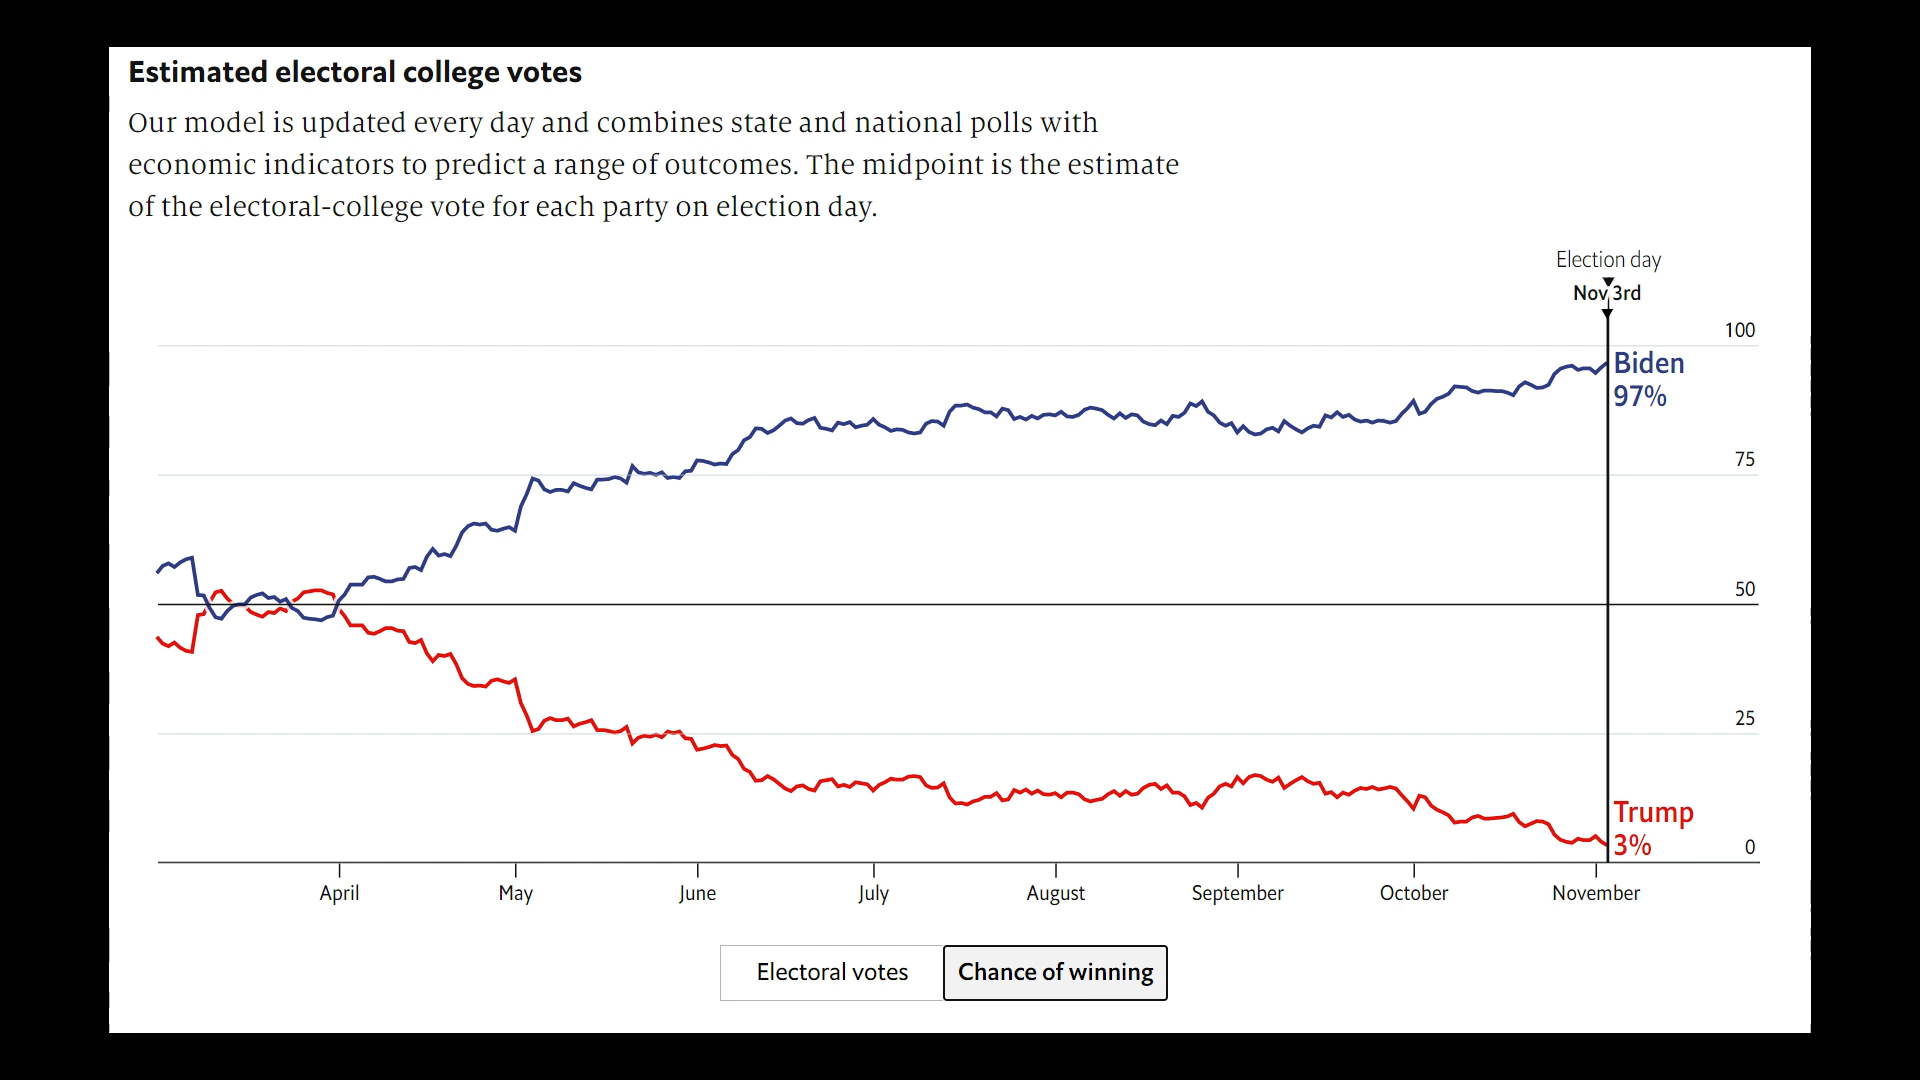 Estimated electoral college votes
Our model is updated every day and combines state and national polls with
economic indicators to predict a range of outcomes. The midpoint is the estimate
of the electoral-college vote for each party on election day.
Election day
Nov 3rd
100
Biden
97%
75
50
25
Trump
3%
0
April May June July August September October November
Electoral votes Chance of winning